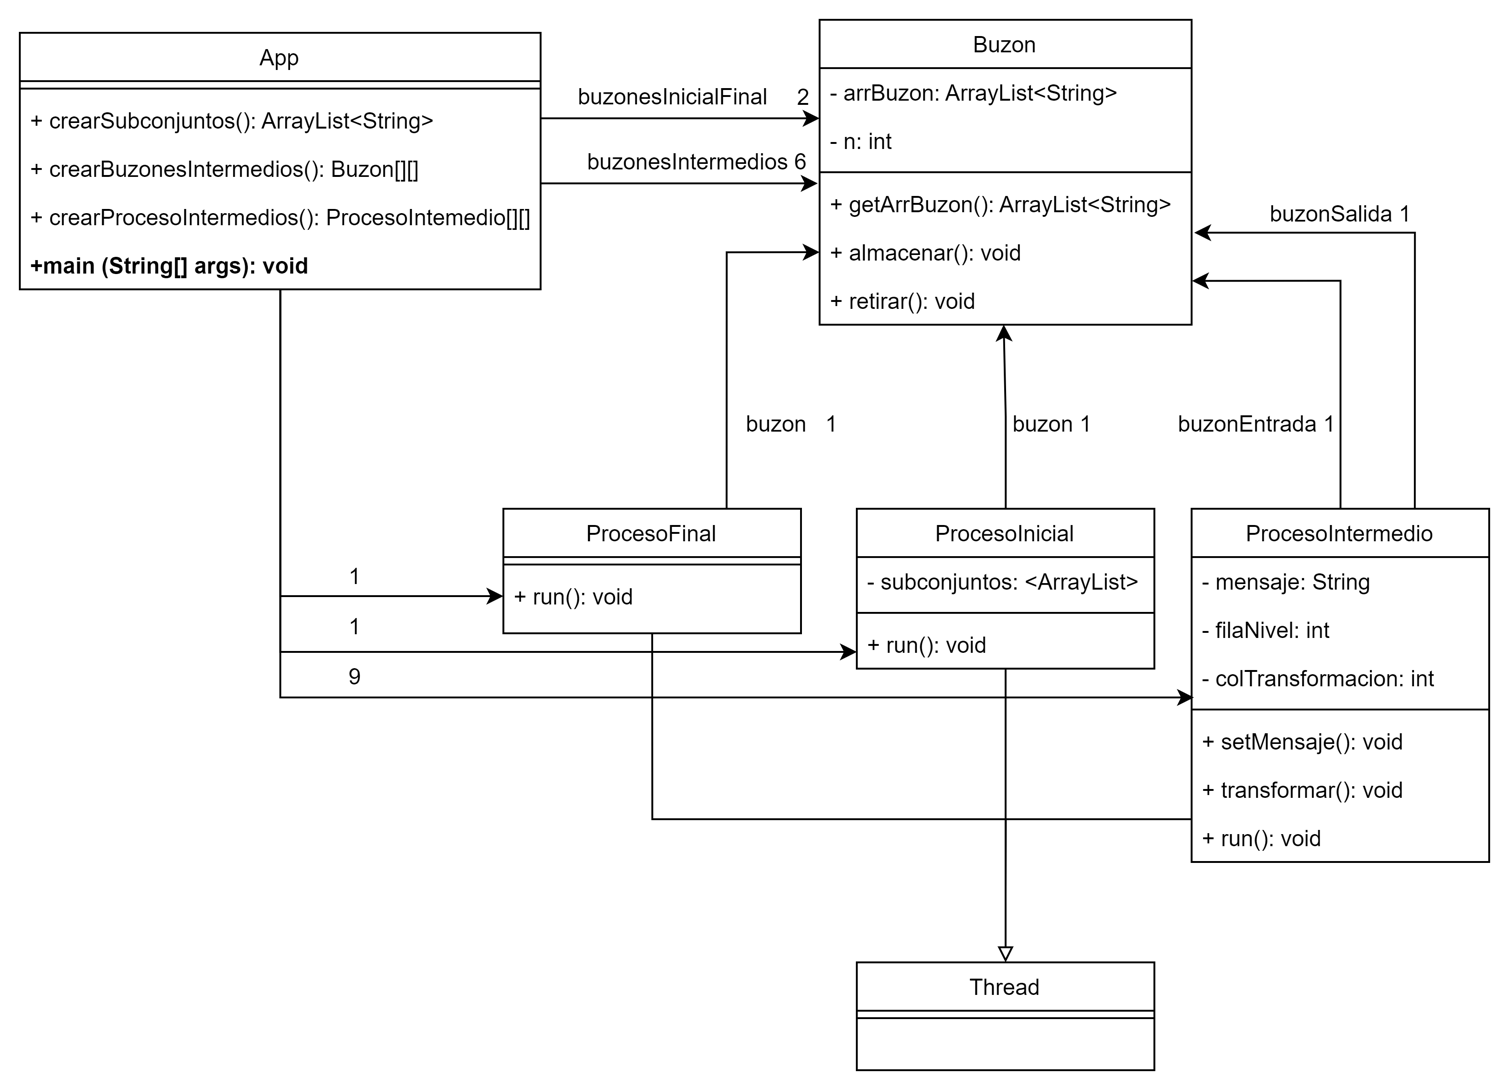 App
+ crearSubconjuntos(): ArrayList<String>
+ crearBuzonesIntermedios(): Buzon[][]
+ crearProcesoIntermedios(): ProcesoIntemedio[][]
+main (String[] args): void
buzonesInicialFinal 2
buzonesIntermedios 6
Buzon
- arrBuzon: ArrayList<String>
- n: int
+ getArrBuzon(): ArrayList<String>
+ almacenar(): void
+ retirar(): void
buzonSalida 1
buzon 1
buzon 1
buzonEntrada 1
1
1
9
ProcesoFinal
+ run(): void
ProcesoInicial
- subconjuntos: <ArrayList>
+ run(): void
ProcesoIntermedio
- mensaje: String
- filaNivel: int
- colTransformacion: int
+ setMensaje(): void
+ transformar(): void
+ run(): void
Thread